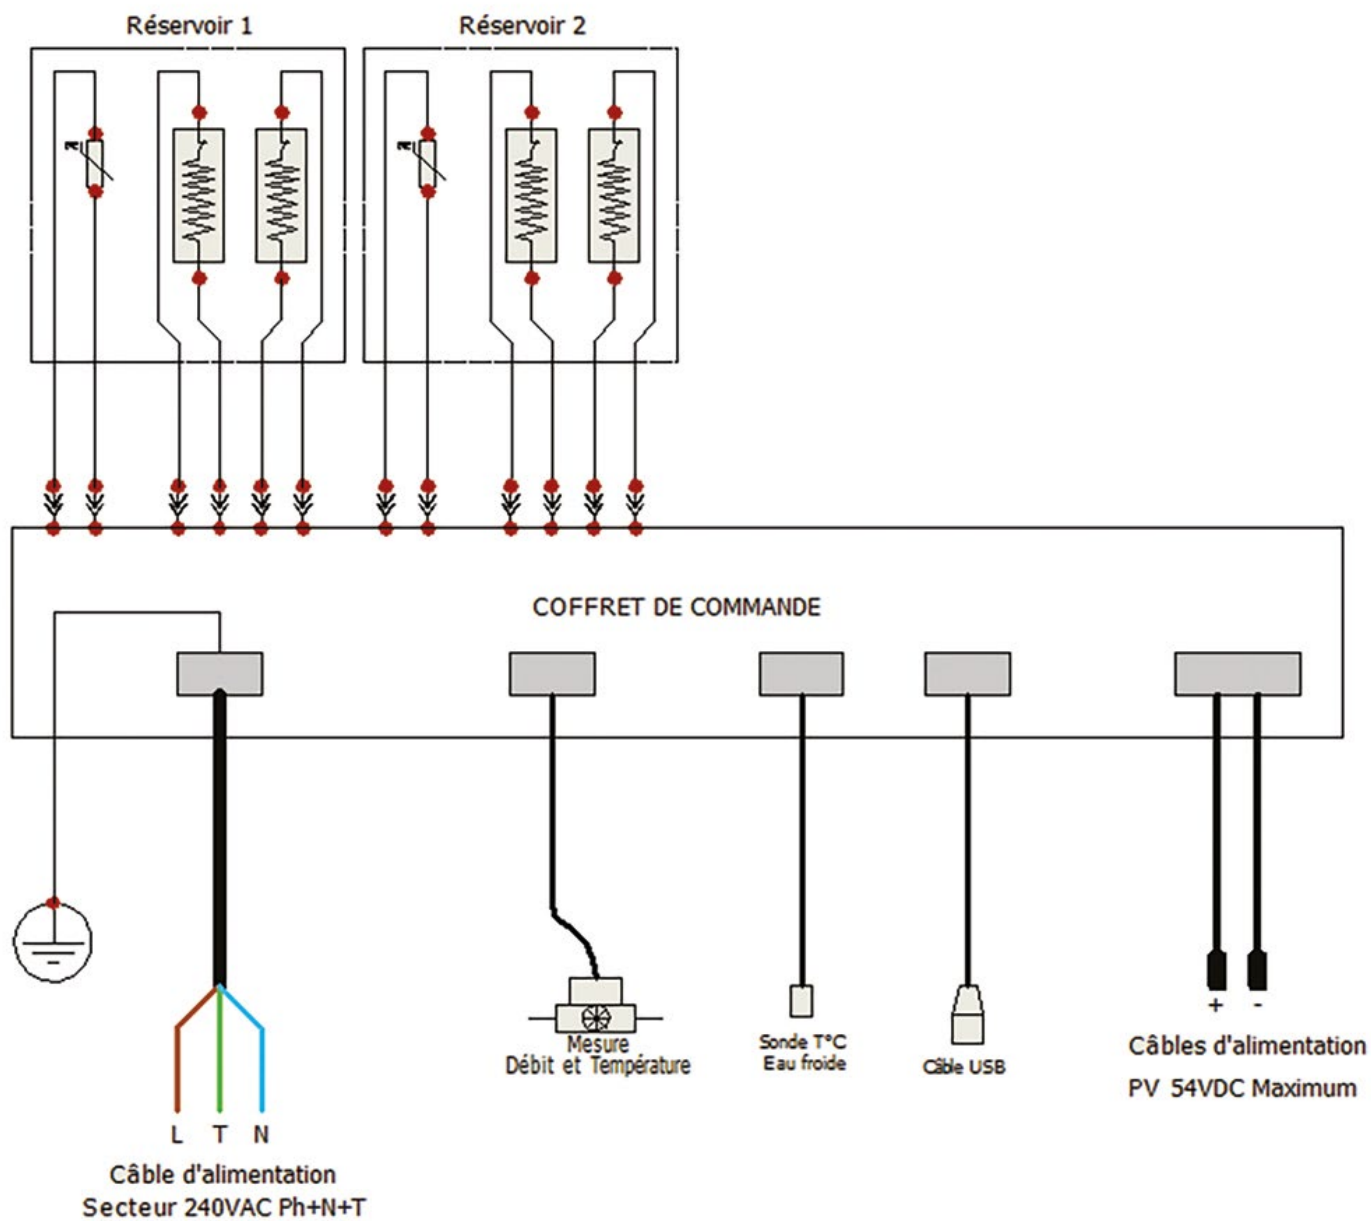 Réservoir 1
Réservoir 2
COFFRET DE COMMANDE
L T N
Câble d'alimentation
Secteur 240VAC Ph+N+T
Mesure
Débit et Température
Sonde T°C
Eau froide
Câble USB
+ -
Câbles d'alimentation
PV 54VDC Maximum